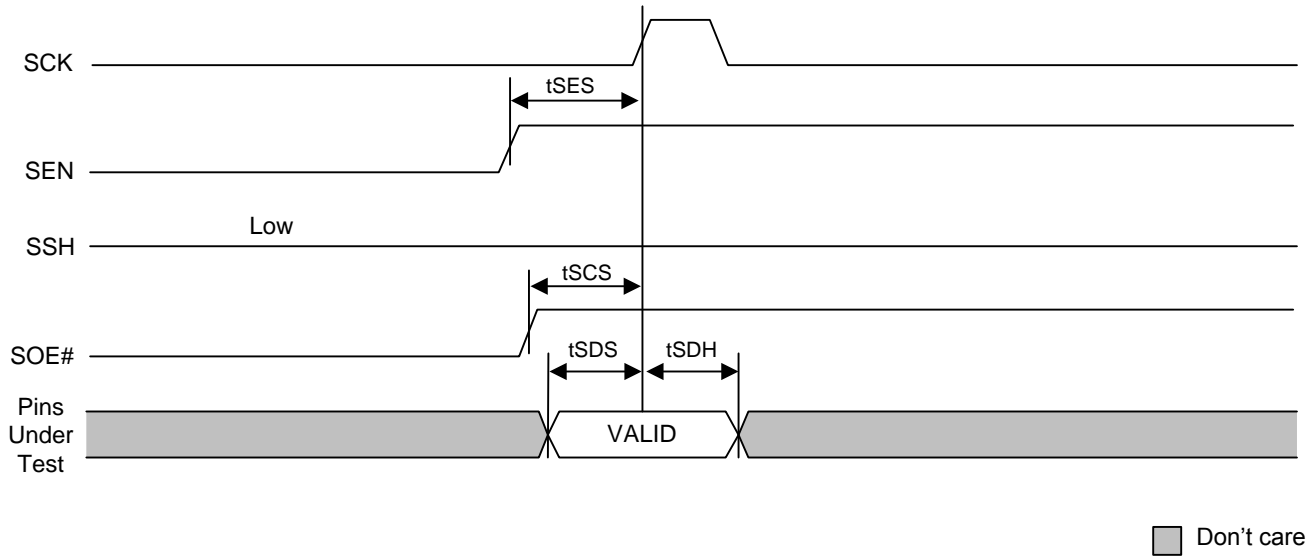 SCK
tSES
SEN
Low
SSH
tSCS
SOE#
tSDS
tSDH
Pins
Under
Test
VALID
Don't care